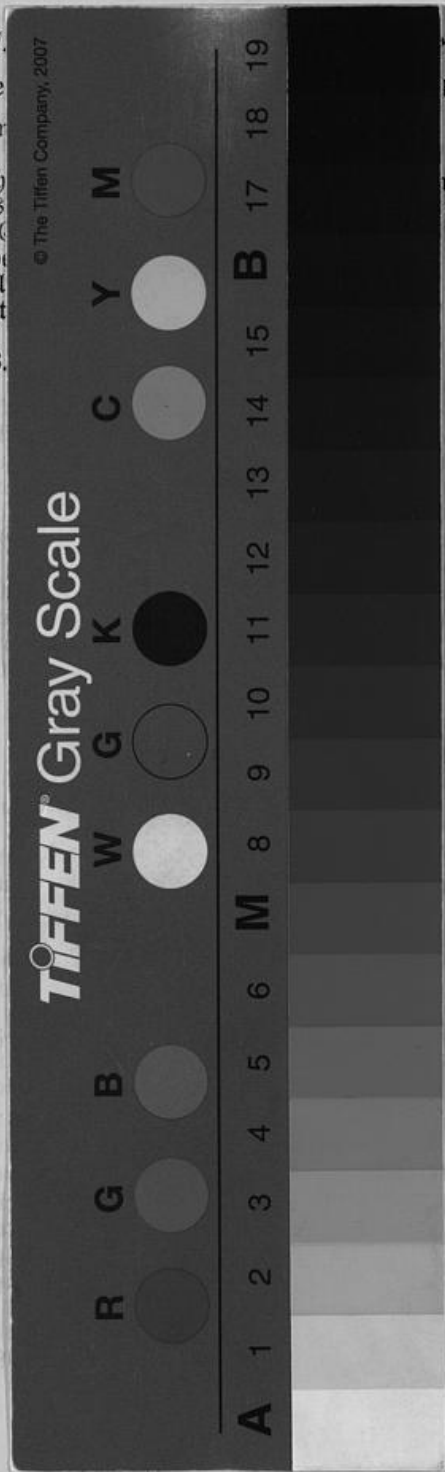 © The Tiffen Company, 2007
TIFFEN® Gray Scale
R G B W G K C Y M
A 1 2 3 4 5 6 M 8 9 10 11 12 13 14 15 B 17 18 19